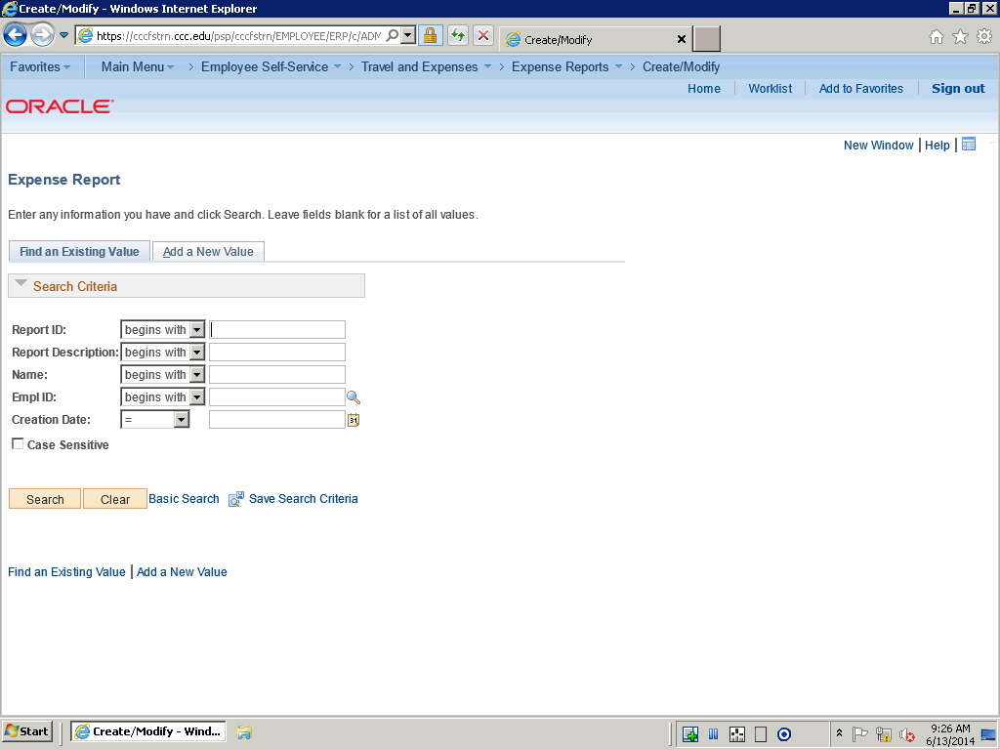 Create/Modify - Windows Internet Explorer
https://cccfstrn.ccc.edu/psp/cccfstrn/EMPLOYEE/ERP/c/ADM
Create/Modify
Favorites Main Menu > Employee Self-Service > Travel and Expenses > Expense Reports > Create/Modify
Home Worklist Add to Favorites Sign out
ORACLE
New Window | Help |
Expense Report
Enter any information you have and click Search. Leave fields blank for a list of all values.
Find an Existing Value Add a New Value
Search Criteria
Report ID: begins with
Report Description: begins with
Name: begins with
Empl ID: begins with
Creation Date: =
31
Case Sensitive
Search Clear Basic Search Save Search Criteria
Find an Existing Value | Add a New Value
Start Create/Modify - Wind... 9:26 AM
6/13/2014